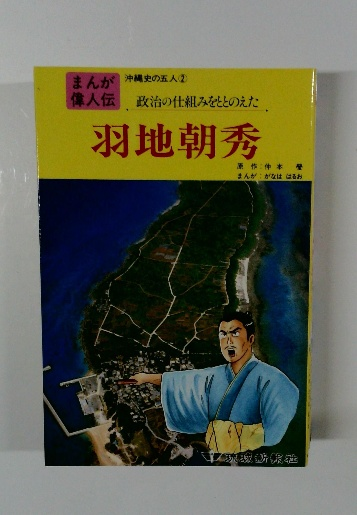 まんが
偉人伝
沖縄史の五人②
政治の仕組みをととのえた
羽地朝秀
原作:仲本 瑩
まんが:がなは はるお
琉球新報社